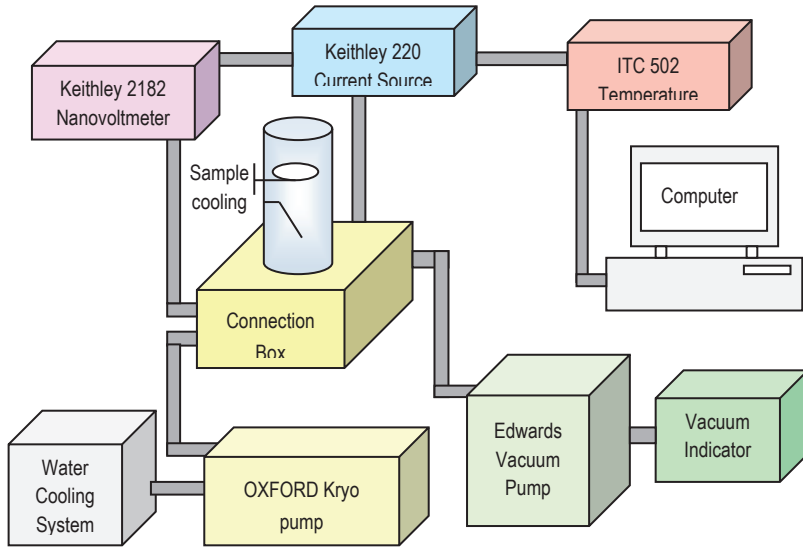 Keithley 2182
Nanovoltmeter
Keithley 220
Current Source
ITC 502
Temperature
Sample
cooling
Computer
Connection
Box
Edwards
Vacuum
Pump
Vacuum
Indicator
Water
Cooling
System
OXFORD Kryo
pump